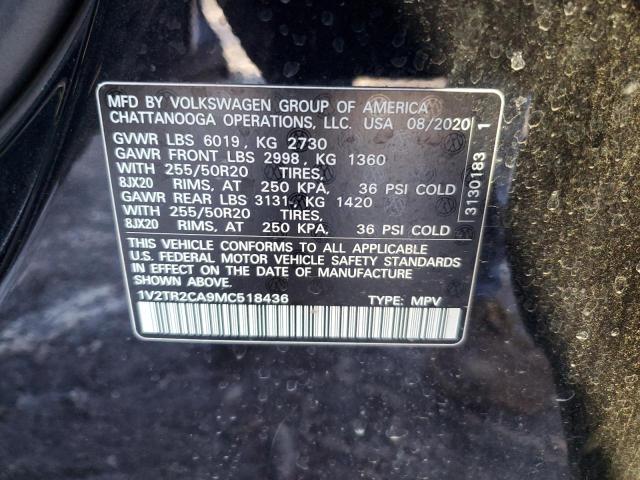 MFD BY VOLKSWAGEN GROUP OF AMERICA
CHATTANOOGA OPERATIONS, LLC. USA 08/2020
GVWR LBS 6019, KG 2730
GAWR FRONT LBS 2998, KG 1360
WITH 255/50R20 TIRES,
8JX20 RIMS, AT 250 KPA, 36 PSI COLD
GAWR REAR LBS 3131, KG 1420
WITH 255/50R20 TIRES,
8JX20 RIMS, AT 250 KPA, 36 PSI COLD
THIS VEHICLE CONFORMS TO ALL APPLICABLE
U.S. FEDERAL MOTOR VEHICLE SAFETY STANDARDS
IN EFFECT ON THE DATE OF MANUFACTURE
SHOWN ABOVE.
1V2TR2CA9MC518436 TYPE: MPV
3130183 1